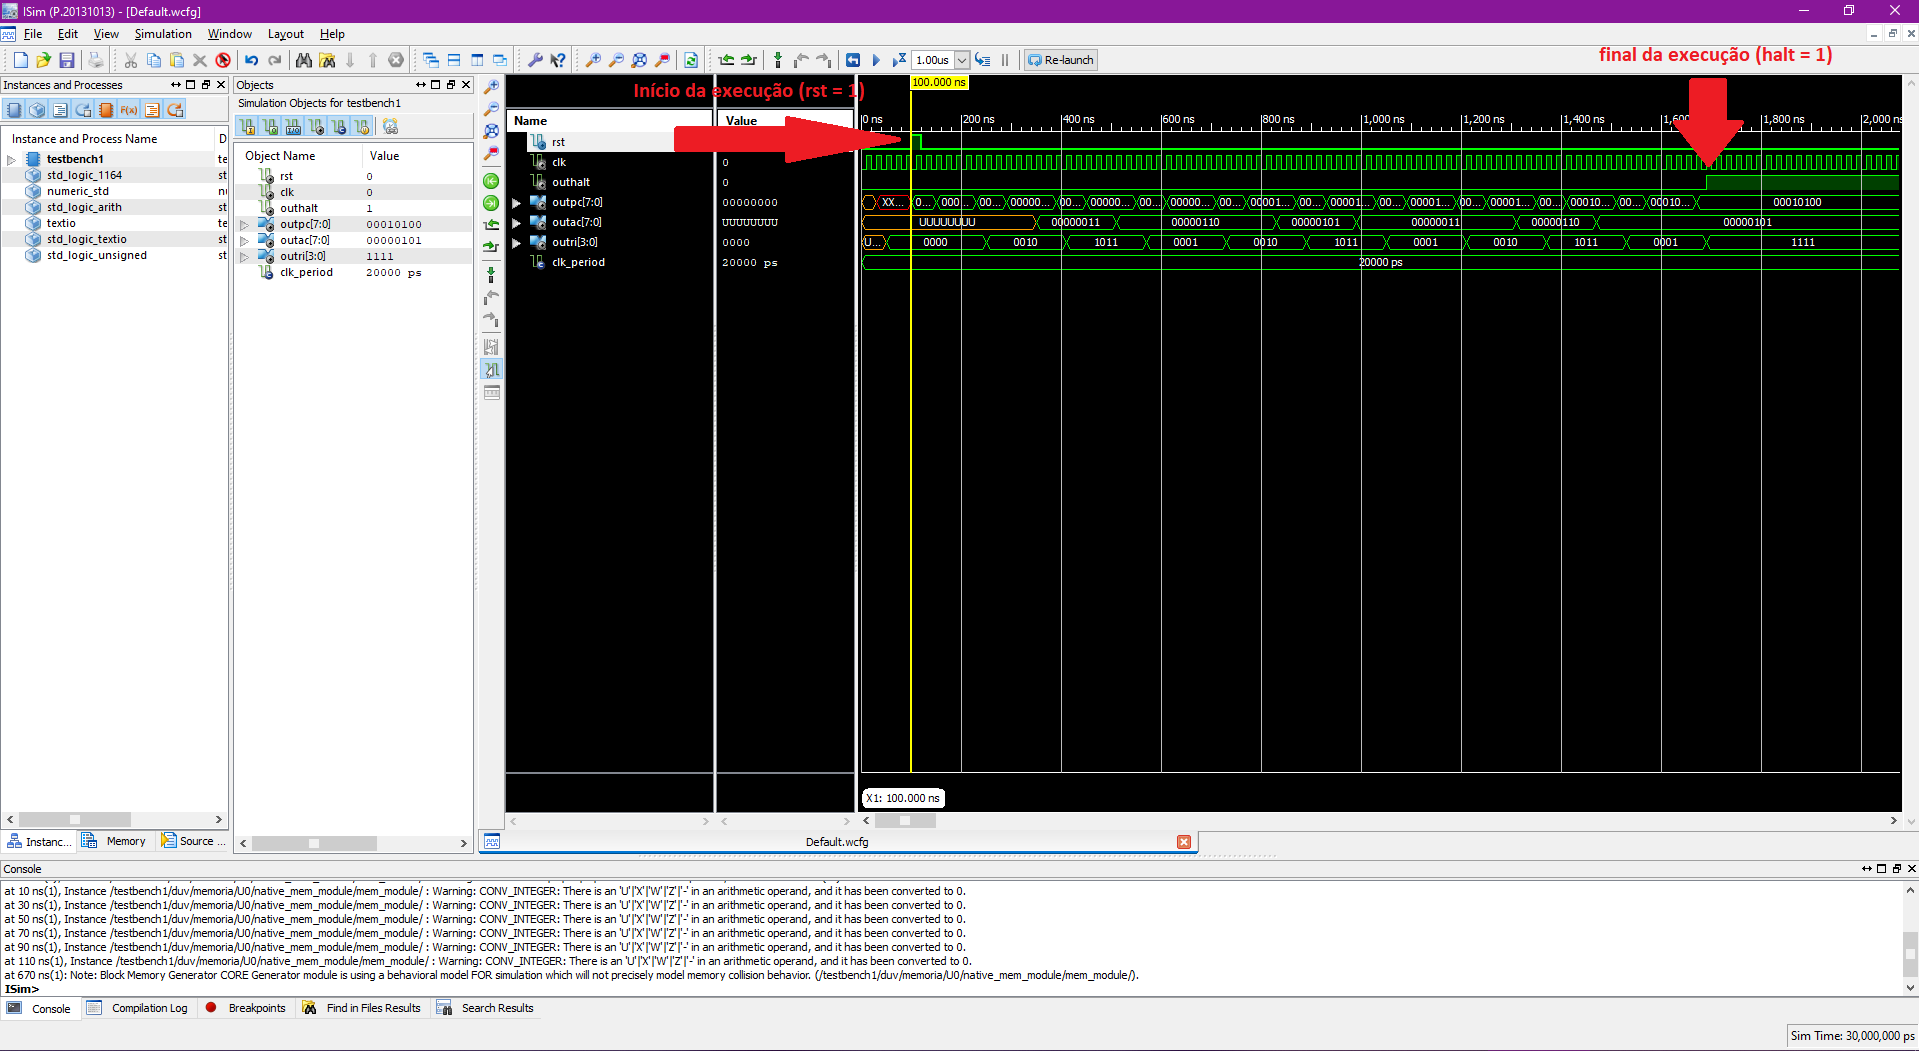 ISim (P.20131013) - [Default.wcfg]
File Edit View Simulation Window Layout Help
1.00us
Re-launch
final da execução (halt = 1)
Instances and Processes
Instance and Process Name
D
testbench1
te
std_logic_1164
st
numeric_std
nu
std_logic_arith
st
textio
te
std_logic_textio
st
std_logic_unsigned
st
Instanc...
Memory
Source ...
Objects
Simulation Objects for testbench1
Object Name Value
rst 0
clk 0
outhalt 1
outpc[7:0] 00010100
outac[7:0] 00000101
outri[3:0] 1111
clk_period 20000 ps
Início da execução (rst = 1)
100.000 ns
Name Value
rst
clk 0
outhalt 0
outpc[7:0] 00000000
outac[7:0] UUUUUUUU
outri[3:0] 0000
clk_period 20000 ps
0 ns 200 ns 400 ns 600 ns 800 ns 1,000 ns 1,200 ns 1,400 ns 1,6 1,800 ns 2,000 ns
XX... 0... 000... 00... 00000... 00... 00000... 00... 00000... 00... 00001... 00... 00001... 00... 00001... 00... 00001... 00... 00010... 00... 00010... 00010100
UUUUUUUU 00000011 00000110 00000101 00000011 00000110 00000101
U... 0000 0010 1011 0001 0010 1011 0001 0010 1011 0001 1111
20000 ps
X1: 100.000 ns
Default.wcfg
Console
at 10 ns(1), Instance /testbench1/duv/memoria/U0/native_mem_module/mem_module/ : Warning: CONV_INTEGER: There is an 'U'|'X'|'W'|'Z'|'-' in an arithmetic operand, and it has been converted to 0.
at 30 ns(1), Instance /testbench1/duv/memoria/U0/native_mem_module/mem_module/ : Warning: CONV_INTEGER: There is an 'U'|'X'|'W'|'Z'|'-' in an arithmetic operand, and it has been converted to 0.
at 50 ns(1), Instance /testbench1/duv/memoria/U0/native_mem_module/mem_module/ : Warning: CONV_INTEGER: There is an 'U'|'X'|'W'|'Z'|'-' in an arithmetic operand, and it has been converted to 0.
at 70 ns(1), Instance /testbench1/duv/memoria/U0/native_mem_module/mem_module/ : Warning: CONV_INTEGER: There is an 'U'|'X'|'W'|'Z'|'-' in an arithmetic operand, and it has been converted to 0.
at 90 ns(1), Instance /testbench1/duv/memoria/U0/native_mem_module/mem_module/ : Warning: CONV_INTEGER: There is an 'U'|'X'|'W'|'Z'|'-' in an arithmetic operand, and it has been converted to 0.
at 110 ns(1), Instance /testbench1/duv/memoria/U0/native_mem_module/mem_module/ : Warning: CONV_INTEGER: There is an 'U'|'X'|'W'|'Z'|'-' in an arithmetic operand, and it has been converted to 0.
at 670 ns(1): Note: Block Memory Generator CORE Generator module is using a behavioral model FOR simulation which will not precisely model memory collision behavior. (/testbench1/duv/memoria/U0/native_mem_module/mem_module/).
ISim>
Console
Compilation Log
Breakpoints
Find in Files Results
Search Results
Sim Time: 30,000,000 ps